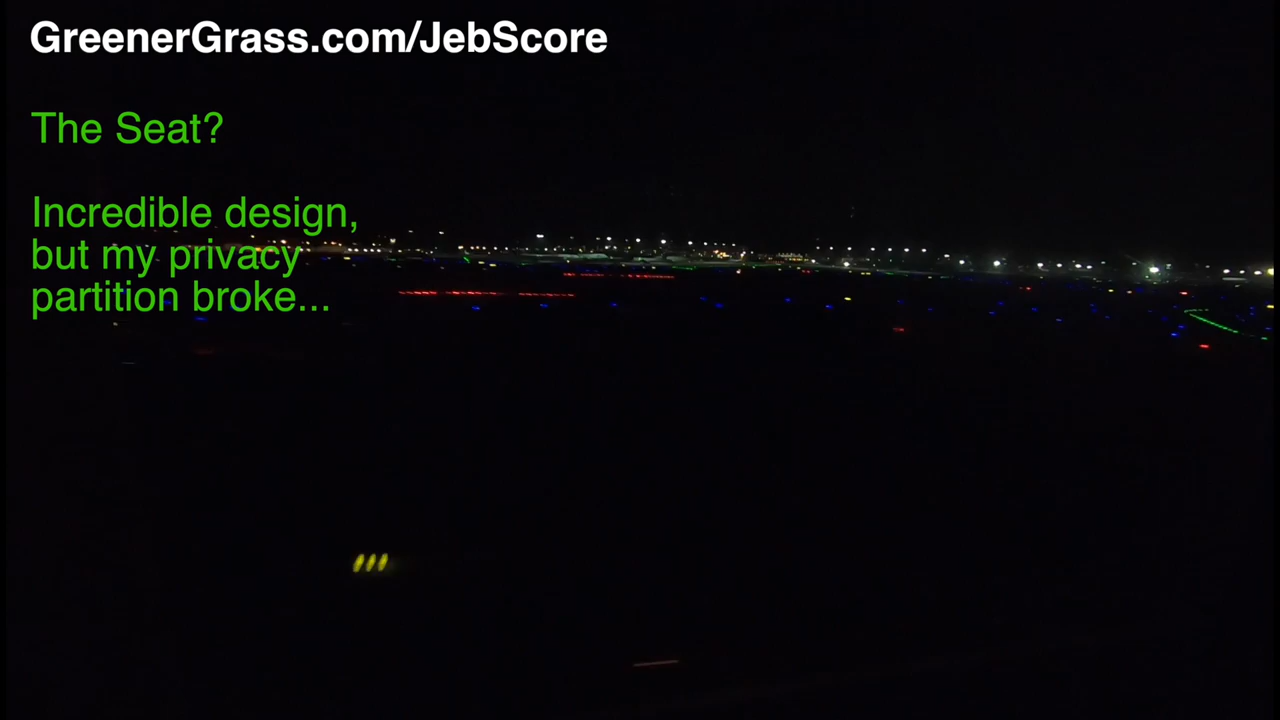 GreenerGrass.com/JebScore
The Seat?
Incredible design,
but my privacy
partition broke...